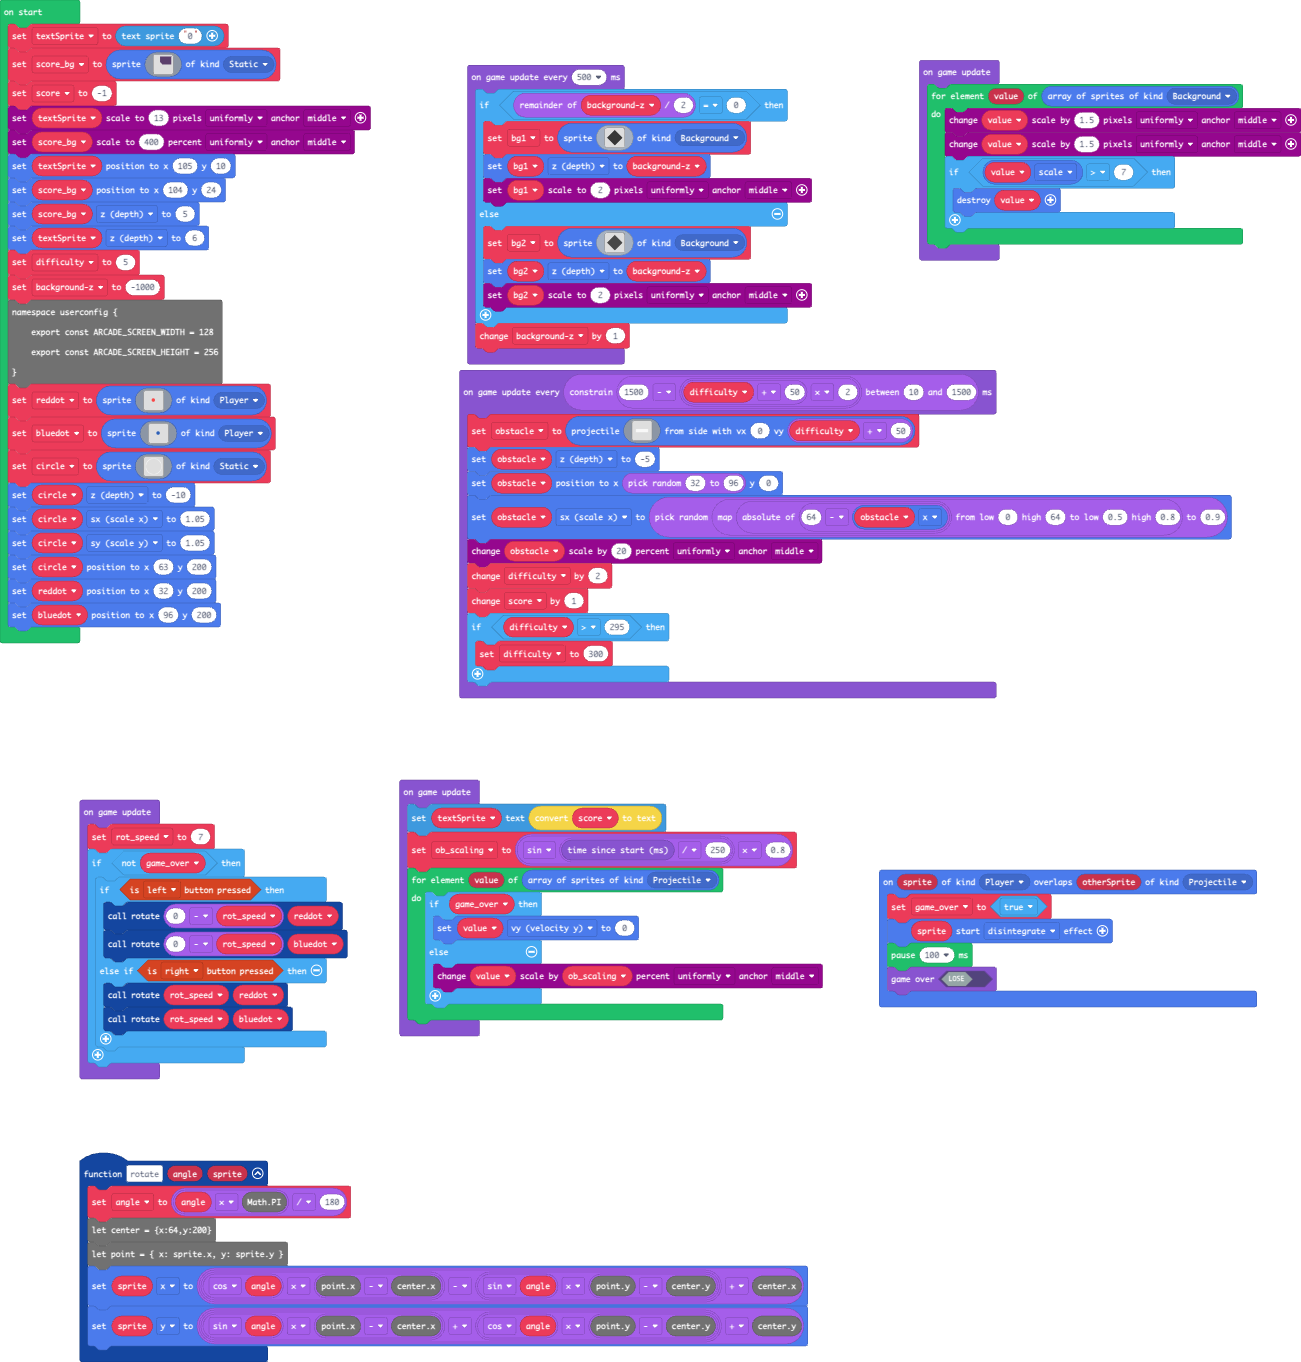 on start
set textSprite to text sprite "0"
set score_bg to sprite of kind Static
set score to -1
set textSprite scale to 13 pixels uniformly anchor middle
set score_bg scale to 400 percent uniformly anchor middle
set textSprite position to x 105 y 10
set score_bg position to x 104 y 24
set score_bg z (depth) to 5
set textSprite z (depth) to 6
set difficulty to 5
set background-z to -1000
namespace userconfig {
export const ARCADE_SCREEN_WIDTH = 128
export const ARCADE_SCREEN_HEIGHT = 256
}
set reddot to sprite of kind Player
set bluedot to sprite of kind Player
set circle to sprite of kind Static
set circle z (depth) to -10
set circle sx (scale x) to 1.05
set circle sy (scale y) to 1.05
set circle position to x 63 y 200
set reddot position to x 32 y 200
set bluedot position to x 96 y 200
on game update every 500 ms
if remainder of background-z / 2 = 0 then
set bg1 to sprite of kind Background
set bg1 z (depth) to background-z
set bg1 scale to 2 pixels uniformly anchor middle
else
set bg2 to sprite of kind Background
set bg2 z (depth) to background-z
set bg2 scale to 2 pixels uniformly anchor middle
change background-z by 1
on game update
for element value of array of sprites of kind Background
do change value scale by 1.5 pixels uniformly anchor middle
change value scale by 1.5 pixels uniformly anchor middle
if value scale > 7 then
destroy value
on game update every constrain 1500 - difficulty + 50 x 2 between 10 and 1500 ms
set obstacle to projectile from side with vx 0 vy difficulty + 50
set obstacle z (depth) to -5
set obstacle position to x pick random 32 to 96 y 0
set obstacle sx (scale x) to pick random map absolute of 64 - obstacle x from low 0 high 64 to low 0.5 high 0.8 to 0.9
change obstacle scale by 20 percent uniformly anchor middle
change difficulty by 2
change score by 1
if difficulty > 295 then
set difficulty to 300
on game update
set rot_speed to 7
if not game_over then
if is left button pressed then
call rotate 0 - rot_speed reddot
call rotate 0 - rot_speed bluedot
else if is right button pressed then
call rotate rot_speed reddot
call rotate rot_speed bluedot
on game update
set textSprite text convert score to text
set ob_scaling to sin time since start (ms) / 250 x 0.8
for element value of array of sprites of kind Projectile
do if game_over then
set value vy (velocity y) to 0
else
change value scale by ob_scaling percent uniformly anchor middle
on sprite of kind Player overlaps otherSprite of kind Projectile
set game_over to true
sprite start disintegrate effect
pause 100 ms
game over LOSE
function rotate angle sprite
set angle to angle x Math.PI / 180
let center = {x:64,y:200}
let point = { x: sprite.x, y: sprite.y }
set sprite x to cos angle x point.x - center.x - sin angle x point.y - center.y + center.x
set sprite y to sin angle x point.x - center.x + cos angle x point.y - center.y + center.y